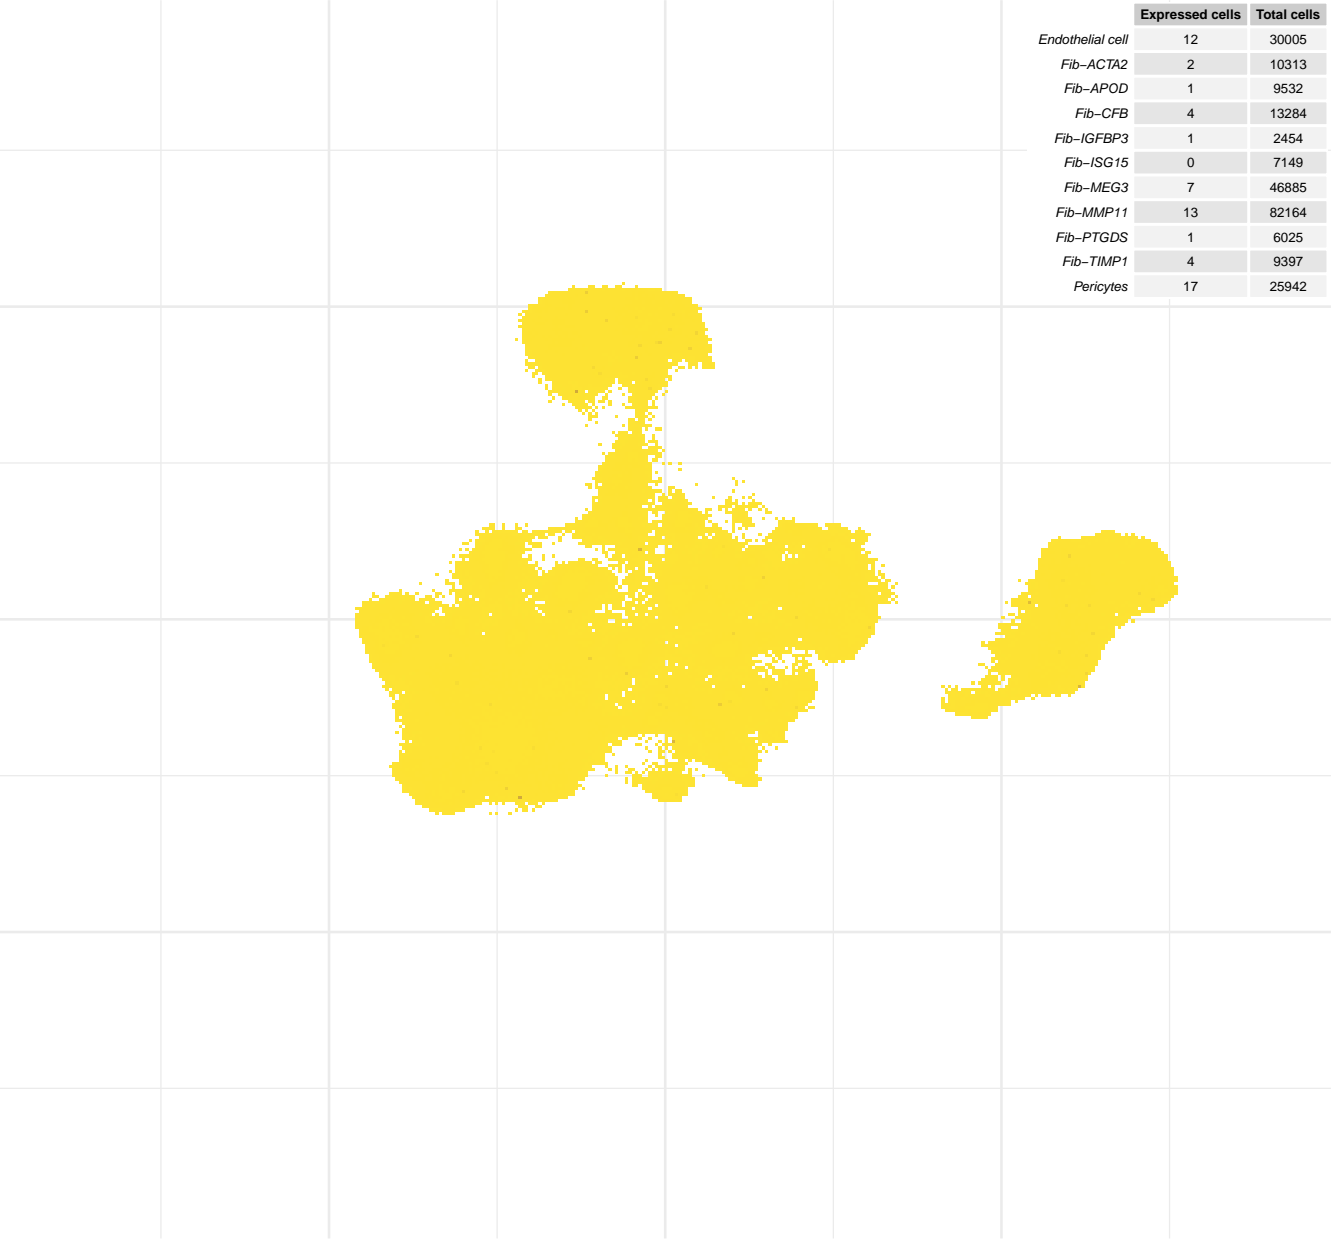 Expressed cells Total cells
Endothelial cell 12 30005
Fib−ACTA2 2 10313
Fib−APOD 1 9532
Fib−CFB 4 13284
Fib−IGFBP3 1 2454
Fib−ISG15 0 7149
Fib−MEG3 7 46885
Fib−MMP11 13 82164
Fib−PTGDS 1 6025
Fib−TIMP1 4 9397
Pericytes 17 25942